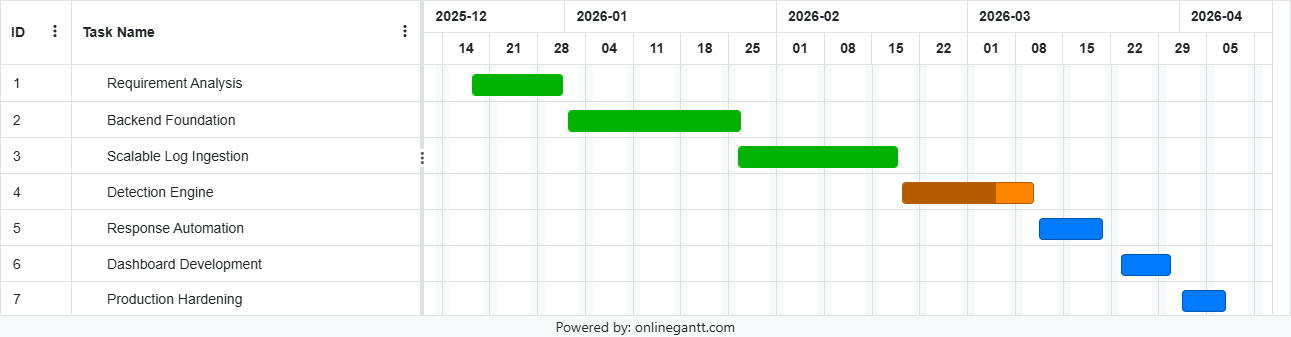 2025-12 2026-01 2026-02 2026-03 2026-04
ID Task Name
14 21 28 04 11 18 25 01 08 15 22 01 08 15 22 29 05
1 Requirement Analysis
2 Backend Foundation
3 Scalable Log Ingestion
4 Detection Engine
5 Response Automation
6 Dashboard Development
7 Production Hardening
Powered by: onlinegantt.com